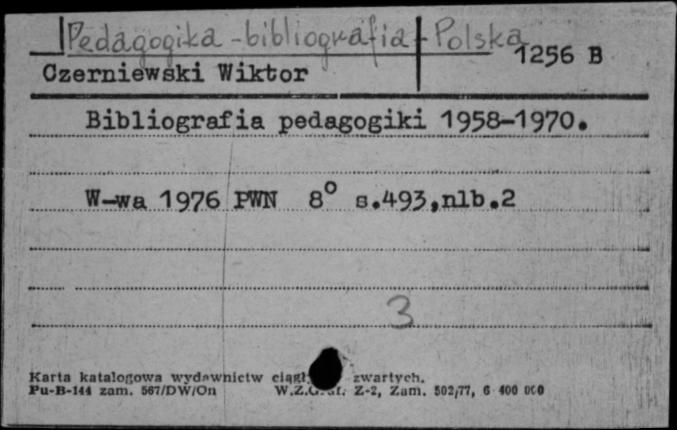 Pedagogika - bibliografia - Polska
1256 B
Czerniewski Wiktor
Bibliografia pedagogiki 1958-1970.
W-wa 1976 PWN 8° s.493,nlb.2
3
Karta katalogowa wydawnictw zwartych.
Pu-B-144 zam. 567/DW/On Z-2, Zam. 502/77, 6 400 000